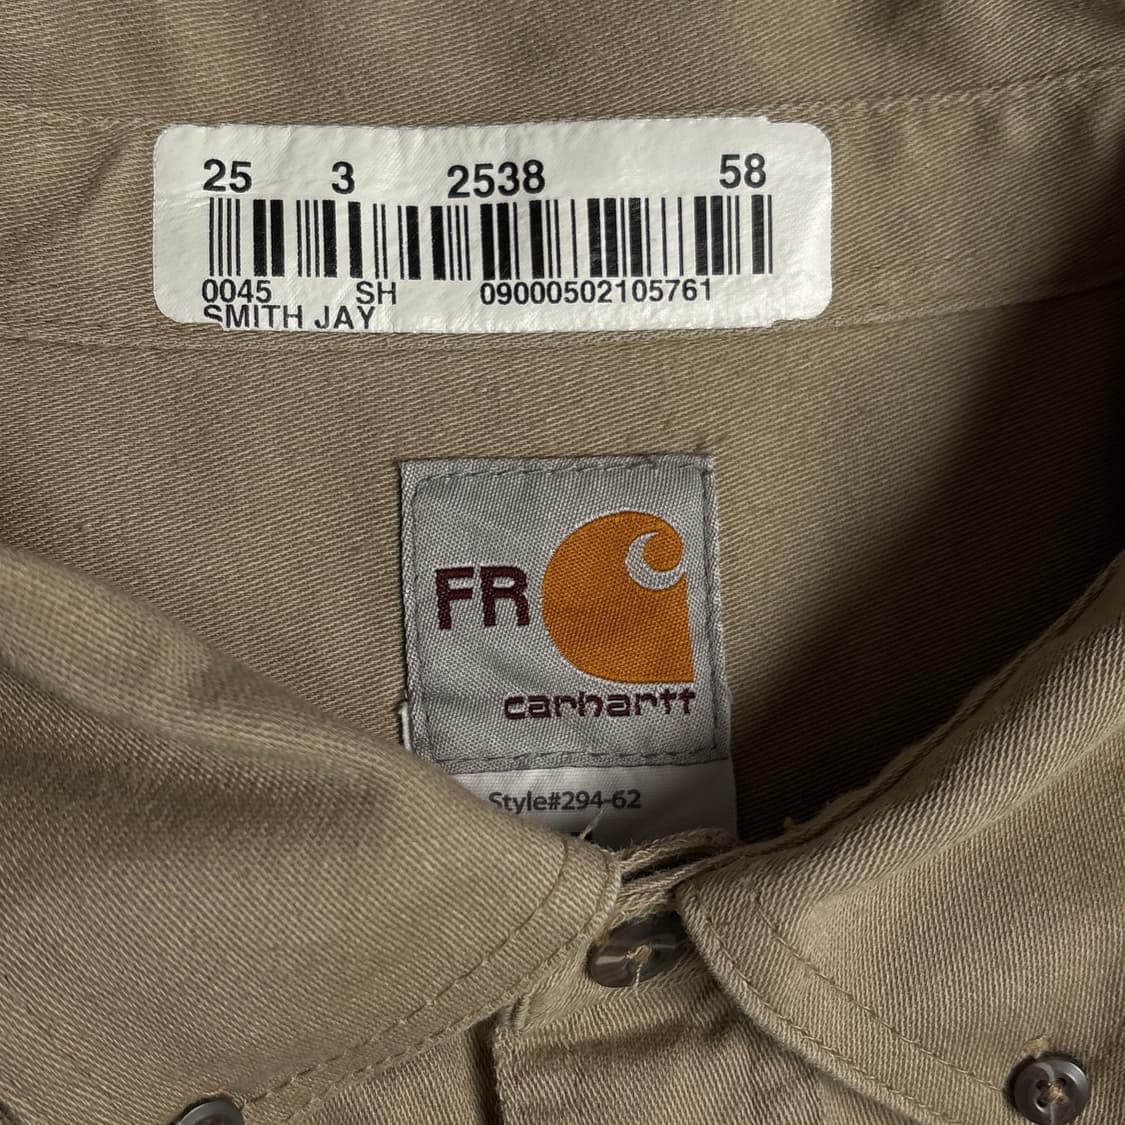 25 3 2538 58
0045 SH 09000502105761
SMITH JAY
FR
carhartt
Style#294-62